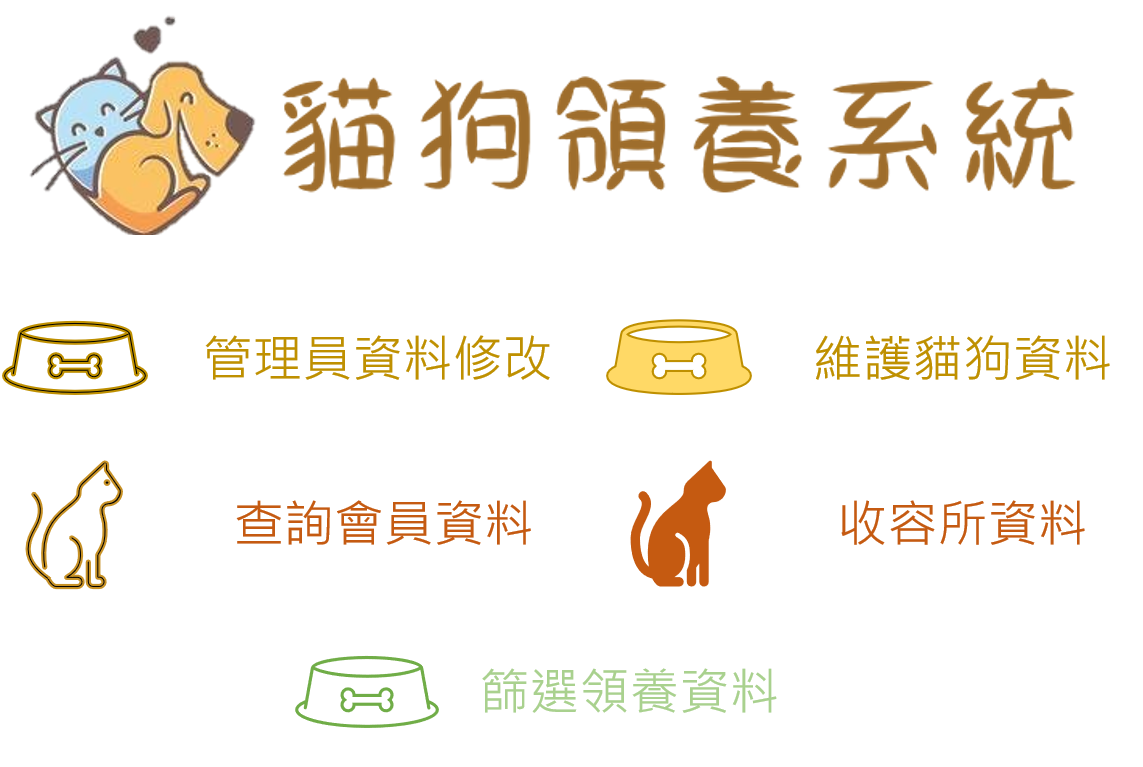 貓狗領養系統
管理員資料修改
維護貓狗資料
查詢會員資料
收容所資料
篩選領養資料